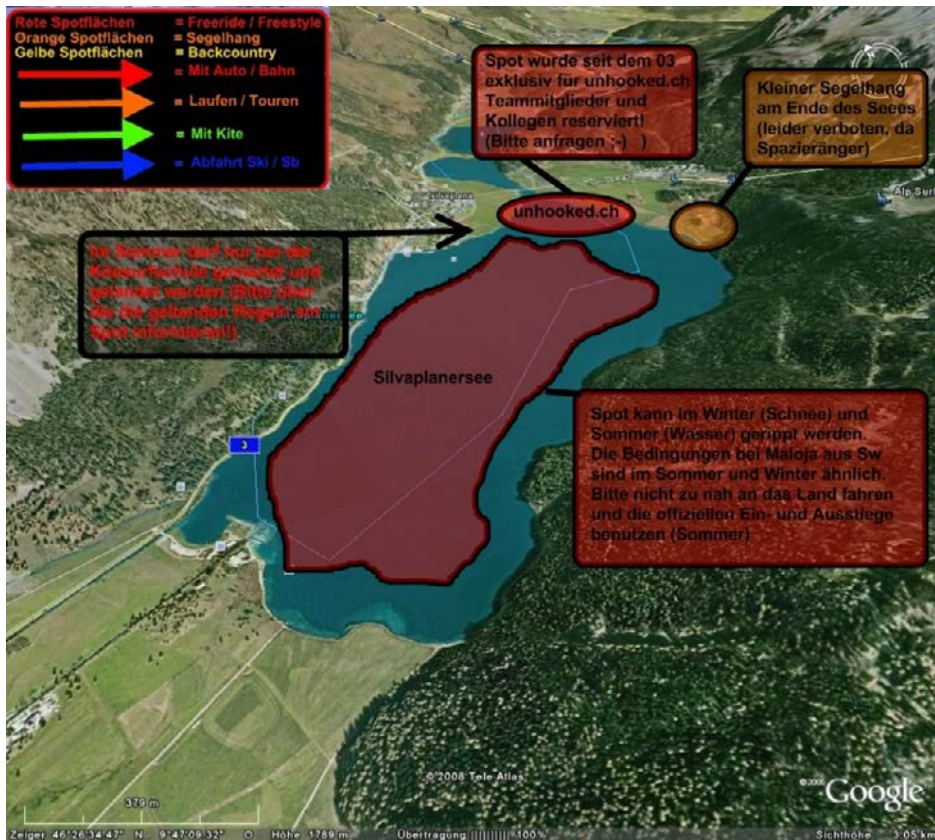 Rote Spotflächen = Freeride / Freestyle
Orange Spotflächen = Segelhang
Gelbe Spotflächen = Backcountry
= Mit Auto / Bahn
= Laufen / Touren
= Mit Kite
= Abfahrt Ski / Sb
Spot wurde seit dem 03
exklusiv für unhooked.ch
Teammitglieder und
Kollegen reserviert!
(Bitte anfragen ;-) )
Kleiner Segelhang
am Ende des Seees
(leider verboten, da
Spazieränger)
Alp Surl
Silvaplana
unhooked.ch
Im Sommer darf nur bei der
Kitesurfschule gestartet und
gelandet werden (Bitte über
die die geltenden Regeln am
Spot informieren!)
Silvaplanersee
3
Spot kann im Winter (Schnee) und
Sommer (Wasser) gerippt werden.
Die Bedingungen bei Maloja aus Sw
sind im Sommer und Winter ähnlich.
Bitte nicht zu nah an das Land fahren
und die offiziellen Ein- und Ausstiege
benutzen (Sommer)
© 2008 Tele Atlas
Google
379 m
Zeiger 46°26'34.47" N 9°47'09.32" O Höhe 1789 m Übertragung 100% Sichthöhe 3.05 km